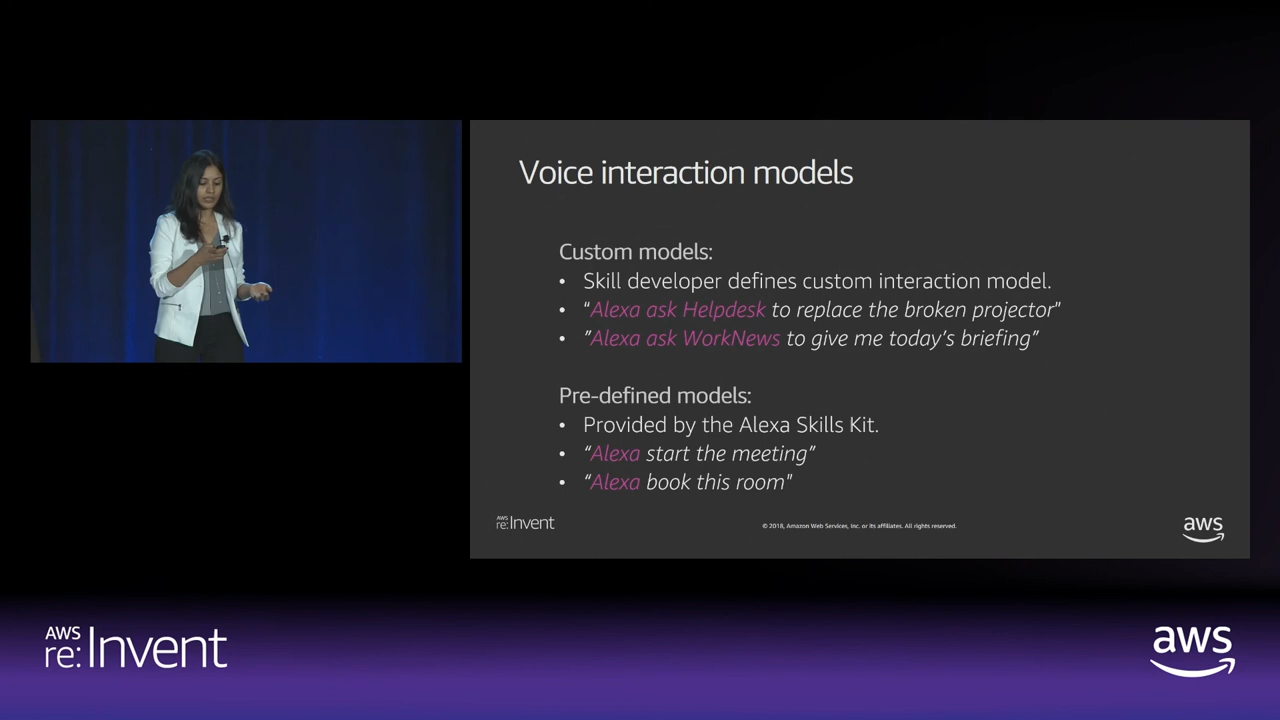 Voice interaction models
Custom models:
• Skill developer defines custom interaction model.
• “Alexa ask Helpdesk to replace the broken projector"
• "Alexa ask WorkNews to give me today’s briefing”
Pre-defined models:
• Provided by the Alexa Skills Kit.
• “Alexa start the meeting”
• “Alexa book this room"
AWS
re:Invent
© 2018, Amazon Web Services, Inc. or its affiliates. All rights reserved.
aws
AWS
re:Invent
aws